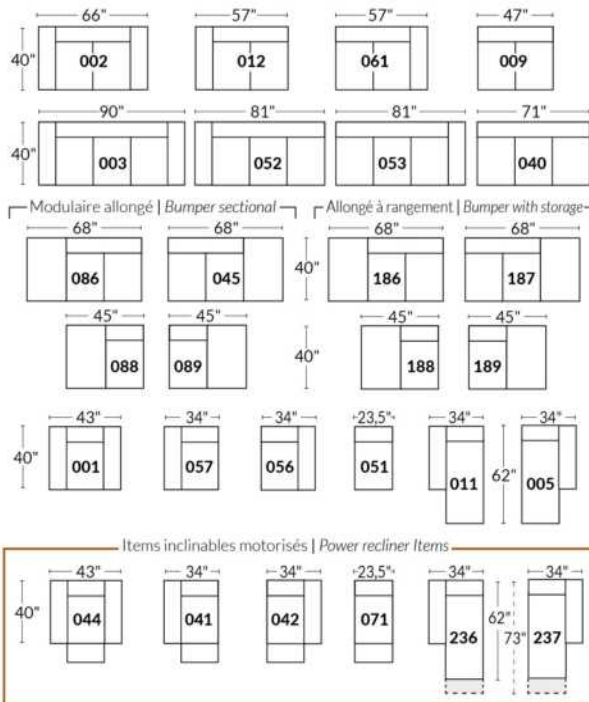 66" 57" 57" 47"
40" 002 012 061 009
90" 81" 81" 71"
40" 003 052 053 040
Modulaire allongé | Bumper sectional Allongé à rangement | Bumper with storage
68" 68" 68" 68"
086 045 40" 186 187
45" 45" 45" 45"
088 089 40" 188 189
43" 34" 34" 23,5" 34" 34"
40" 001 057 056 051 011 62" 005
Items inclinables motorisés | Power recliner Items
43" 34" 34" 23,5" 34" 34"
40" 044 041 042 071 236 62" 73" 237